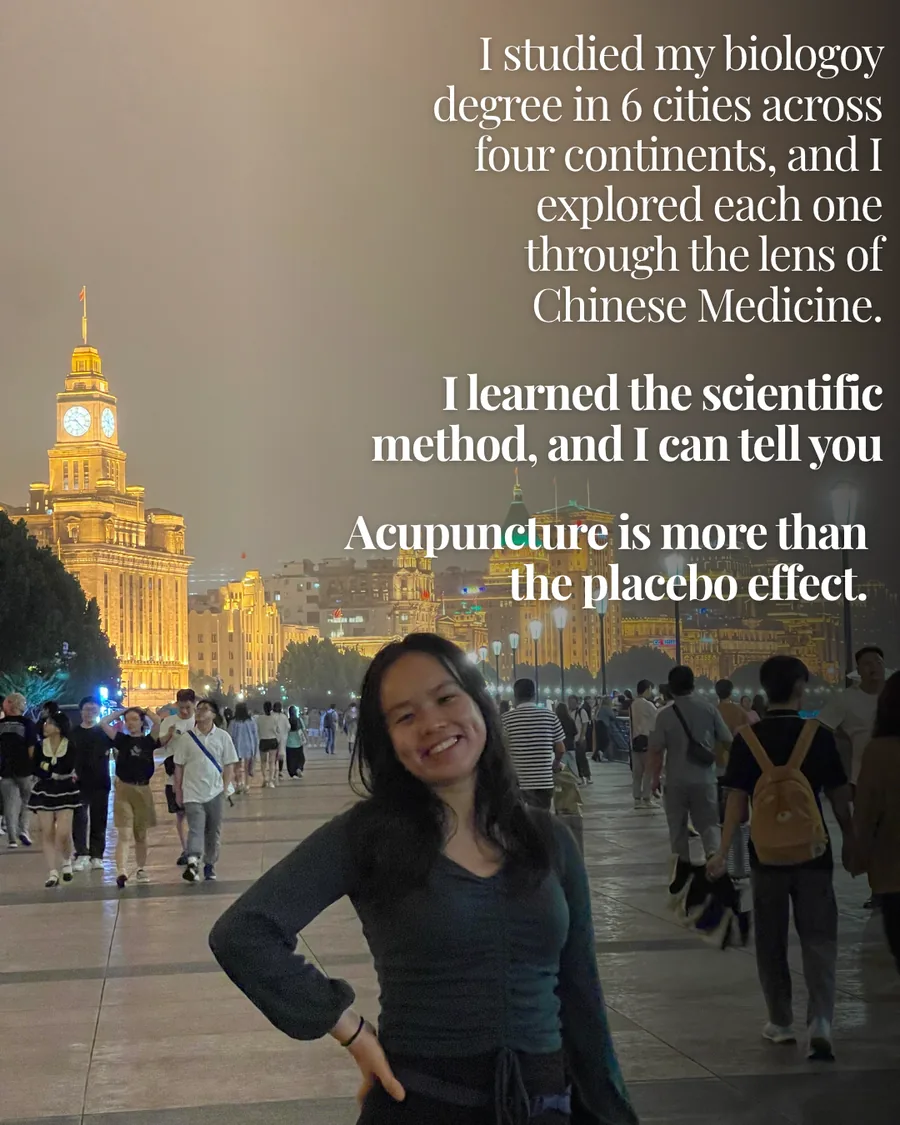 I studied my biologoy
degree in 6 cities across
four continents, and I
explored each one
through the lens of
Chinese Medicine.
I learned the scientific
method, and I can tell you
Acupuncture is more than
the placebo effect.